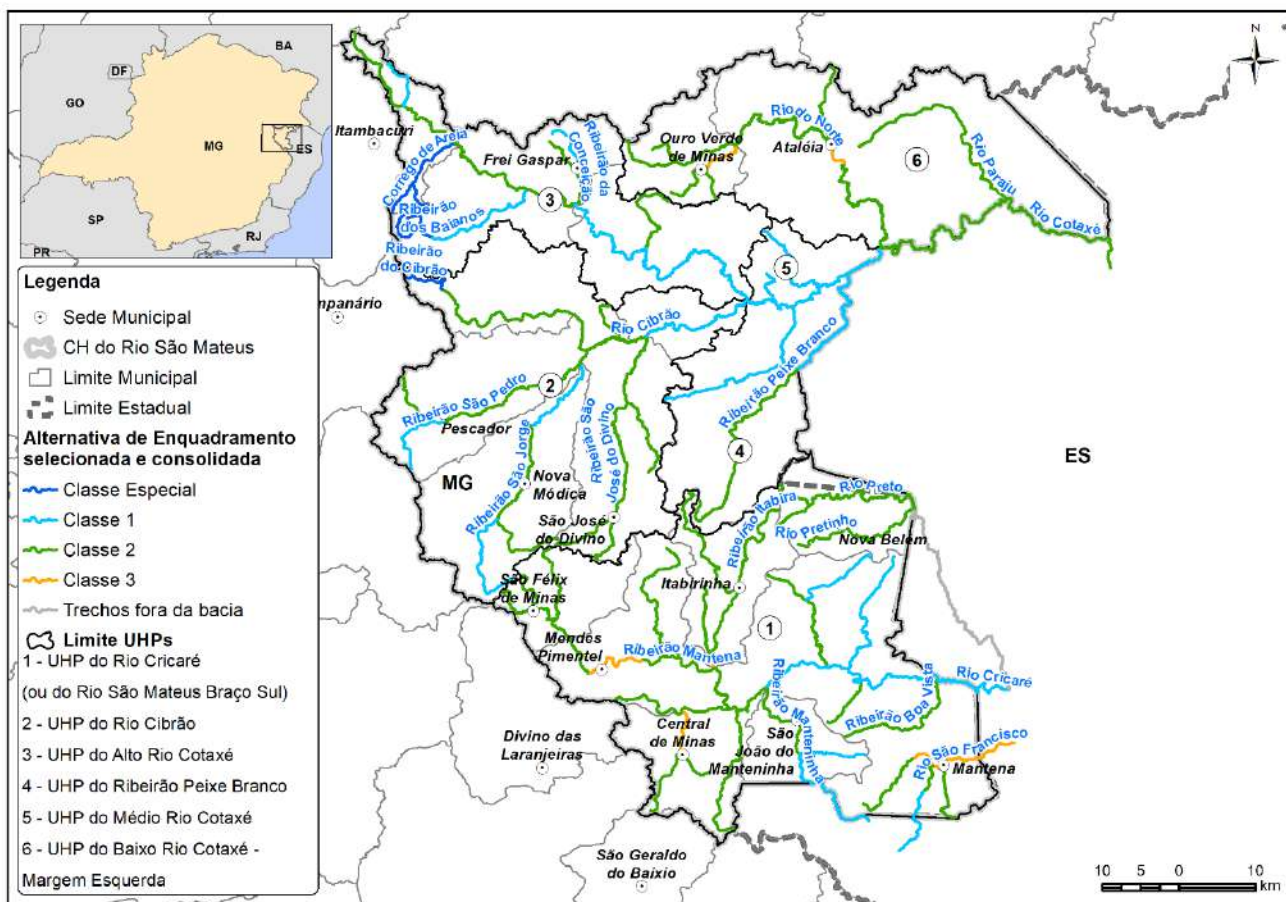 BA
DF
GO
MG
ES
SP
RJ
PR
N
Itambacuri
Corrego de Areia
Frei Gaspar
Ribeirão da
Conceição
Ouro Verde
de Minas
Rio do Norte
Ataléia
6
Rio Paraju
Rio Cotaxé
Ribeirão
dos Baianos
3
Ribeirão
do Cibrão
5
mpanário
Rio Cibrão
Ribeirão Peixe Branco
2
Ribeirão São Pedro
Pescador
Ribeirão São
José do Divino
4
MG
ES
Ribeirão São Jorge
Nova
Módica
São José
do Divino
Ribeirão Itabira
Rio Preto
Rio Pretinho
Nova Belém
São Félix
de Minas
Itabirinha
1
Mendes
Pimentel
Ribeirão Mantena
Rio Cricaré
Ribeirão Manteninha
Ribeirão Boa Vista
Divino das
Laranjeiras
Central
de Minas
São
João do
Manteninha
Rio São Francisco
Mantena
São Geraldo
do Baixio
Legenda
Sede Municipal
CH do Rio São Mateus
Limite Municipal
Limite Estadual
Alternativa de Enquadramento
selecionada e consolidada
Classe Especial
Classe 1
Classe 2
Classe 3
Trechos fora da bacia
Limite UHPs
1 - UHP do Rio Cricaré
(ou do Rio São Mateus Braço Sul)
2 - UHP do Rio Cibrão
3 - UHP do Alto Rio Cotaxé
4 - UHP do Ribeirão Peixe Branco
5 - UHP do Médio Rio Cotaxé
6 - UHP do Baixo Rio Cotaxé -
Margem Esquerda
10 5 0 10
km